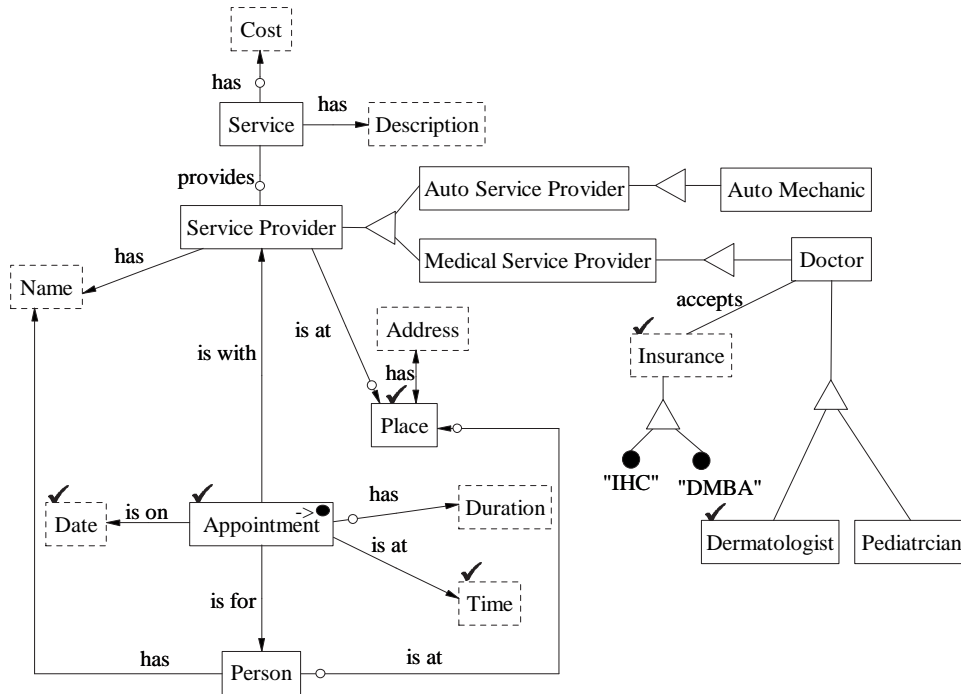 Cost
has
has
Service
Description
provides
Auto Service Provider
Auto Mechanic
Service Provider
has
Medical Service Provider
Doctor
Name
accepts
is at
Address
is with
has
Insurance
Place
"IHC"
"DMBA"
has
Duration
Date
is on
Appointment
->
Dermatologist
Pediatrcian
is at
is for
Time
has
Person
is at